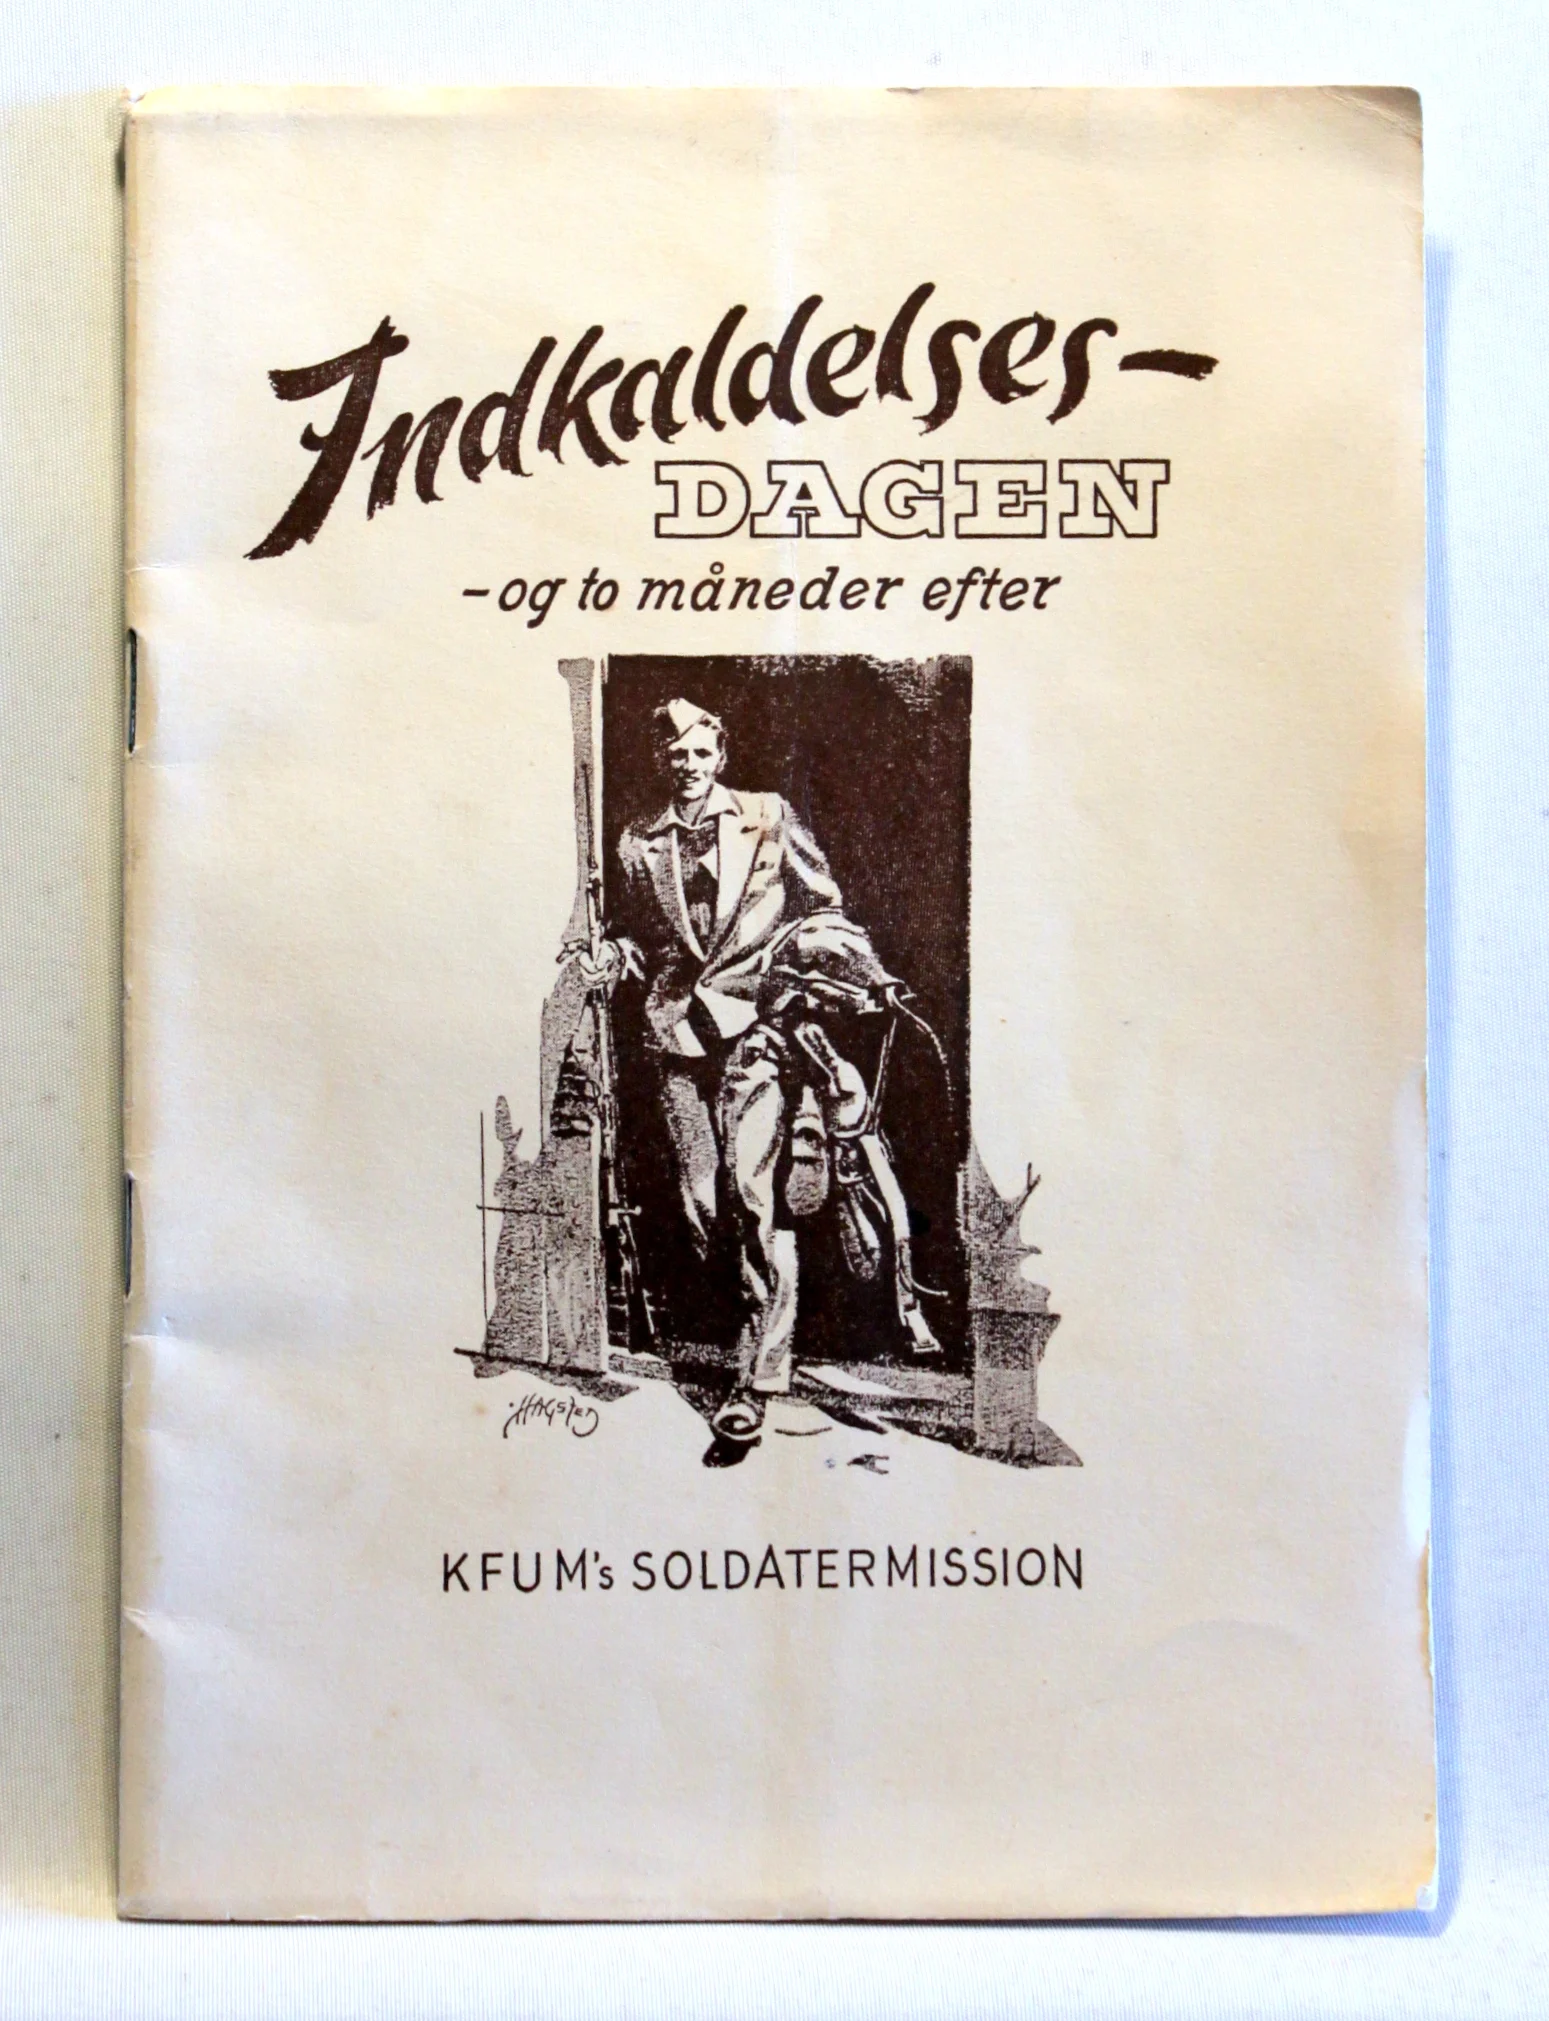 Indkaldelses-
DAGEN
- og to måneder efter
HAGSTED
KFUM's SOLDATERMISSION